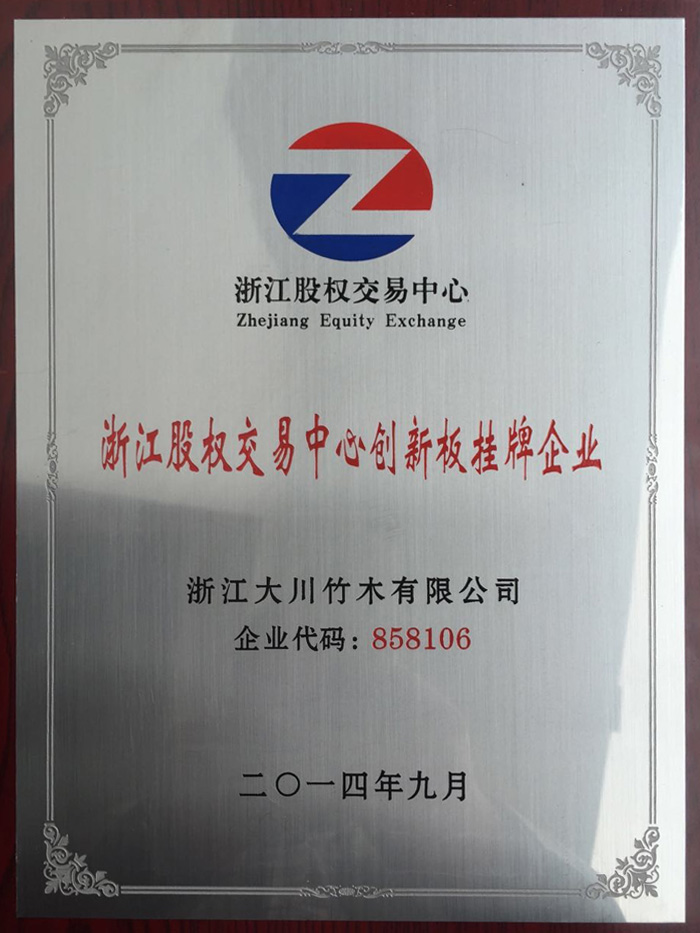 浙江股权交易中心
Zhejiang Equity Exchange
浙江股权交易中心创新板挂牌企业
浙江大川竹木有限公司
企业代码：858106
二〇一四年九月